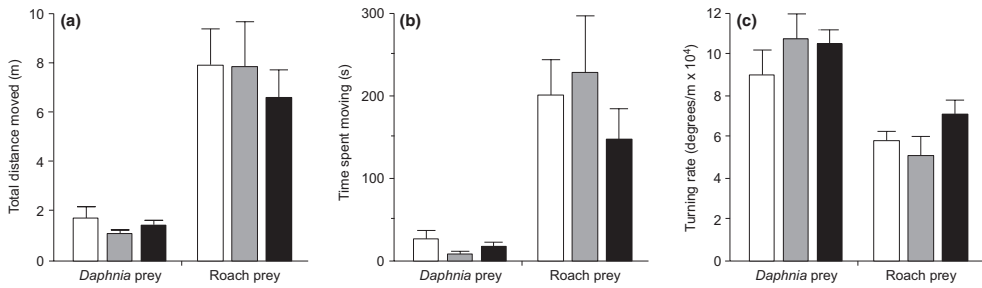 (a)
Total distance moved (m)
10
8
6
4
2
0
Daphnia prey
Roach prey
(b)
Time spent moving (s)
300
200
100
0
Daphnia prey
Roach prey
(c)
Turning rate (degrees/m x 10⁴)
12
10
8
6
4
2
0
Daphnia prey
Roach prey